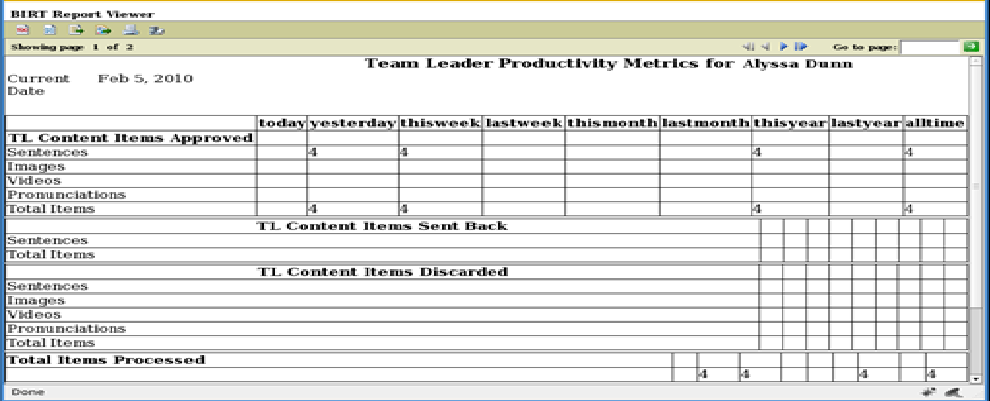 BIRT Report Viewer
Showing page 1 of 2 Go to page:
Team Leader Productivity Metrics for Alyssa Dunn
Current Feb 5, 2010
Date
today yesterday thisweek lastweek thismonth lastmonth thisyear lastyear alltime
TL Content Items Approved
Sentences 4 4 4 4
Images
Videos
Pronunciations
Total Items 4 4 4 4
TL Content Items Sent Back
Sentences
Total Items
TL Content Items Discarded
Sentences
Images
Videos
Pronunciations
Total Items
Total Items Processed
4 4 4 4
Done